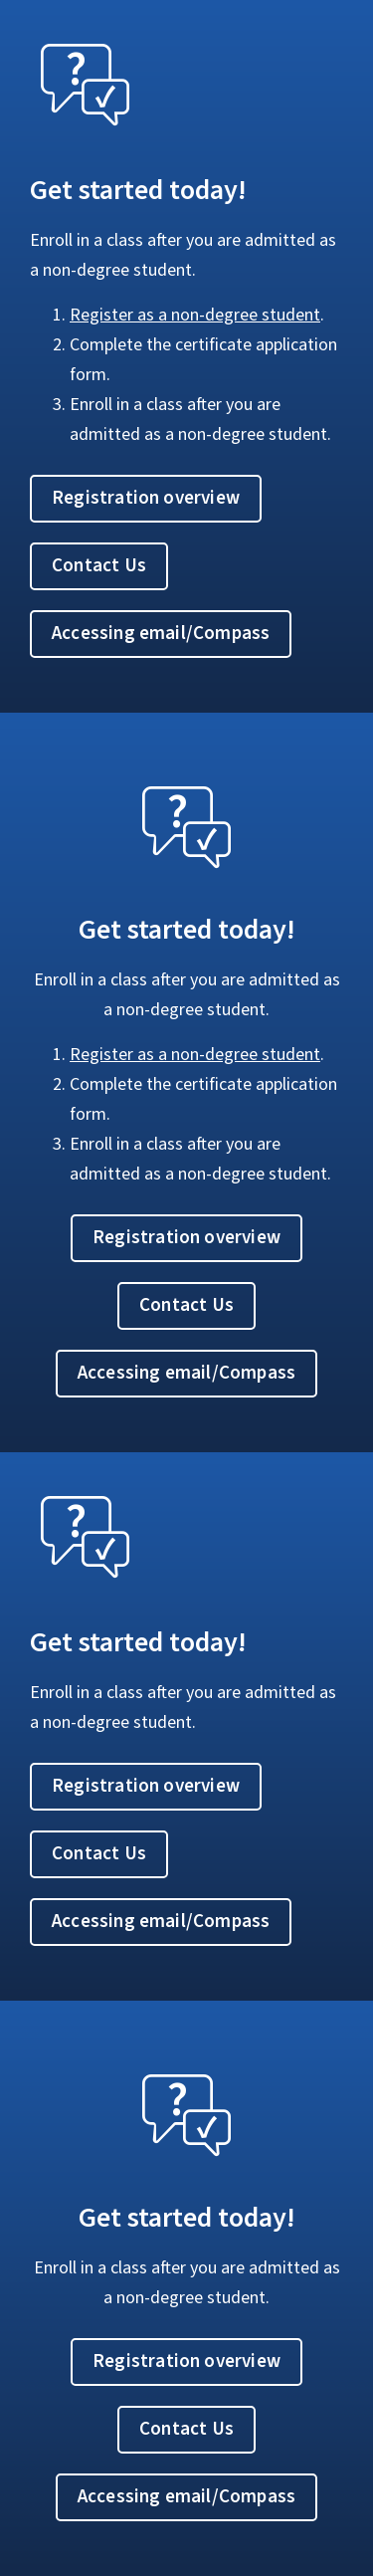 ?
Get started today!
Enroll in a class after you are admitted as
a non-degree student.
1. Register as a non-degree student.
2. Complete the certificate application
form.
3. Enroll in a class after you are
admitted as a non-degree student.
Registration overview
Contact Us
Accessing email/Compass
?
Get started today!
Enroll in a class after you are admitted as
a non-degree student.
1. Register as a non-degree student.
2. Complete the certificate application
form.
3. Enroll in a class after you are
admitted as a non-degree student.
Registration overview
Contact Us
Accessing email/Compass
?
Get started today!
Enroll in a class after you are admitted as
a non-degree student.
Registration overview
Contact Us
Accessing email/Compass
?
Get started today!
Enroll in a class after you are admitted as
a non-degree student.
Registration overview
Contact Us
Accessing email/Compass